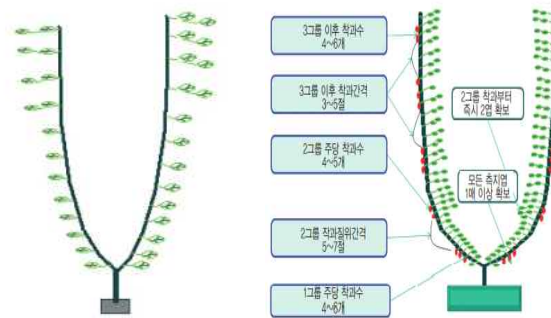 3그룹 이후 착과수
4~6개
3그룹 이후 착과간격
3~5절
2그룹 주당 착과수
4~5개
2그룹 착과절위간격
5~7절
1그룹 주당 착과수
4~6개
2그룹 착과부터
즉시 2엽 확보
모든 측지엽
1매 이상 확보